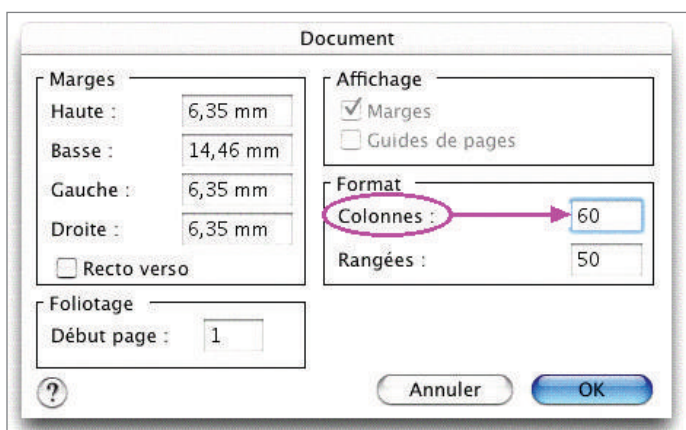 Document
Marges
Haute : 6,35 mm
Basse : 14,46 mm
Gauche : 6,35 mm
Droite : 6,35 mm
Recto verso
Foliotage
Début page : 1
Affichage
Marges
Guides de pages
Format
Colonnes : 60
Rangées : 50
?
Annuler
OK